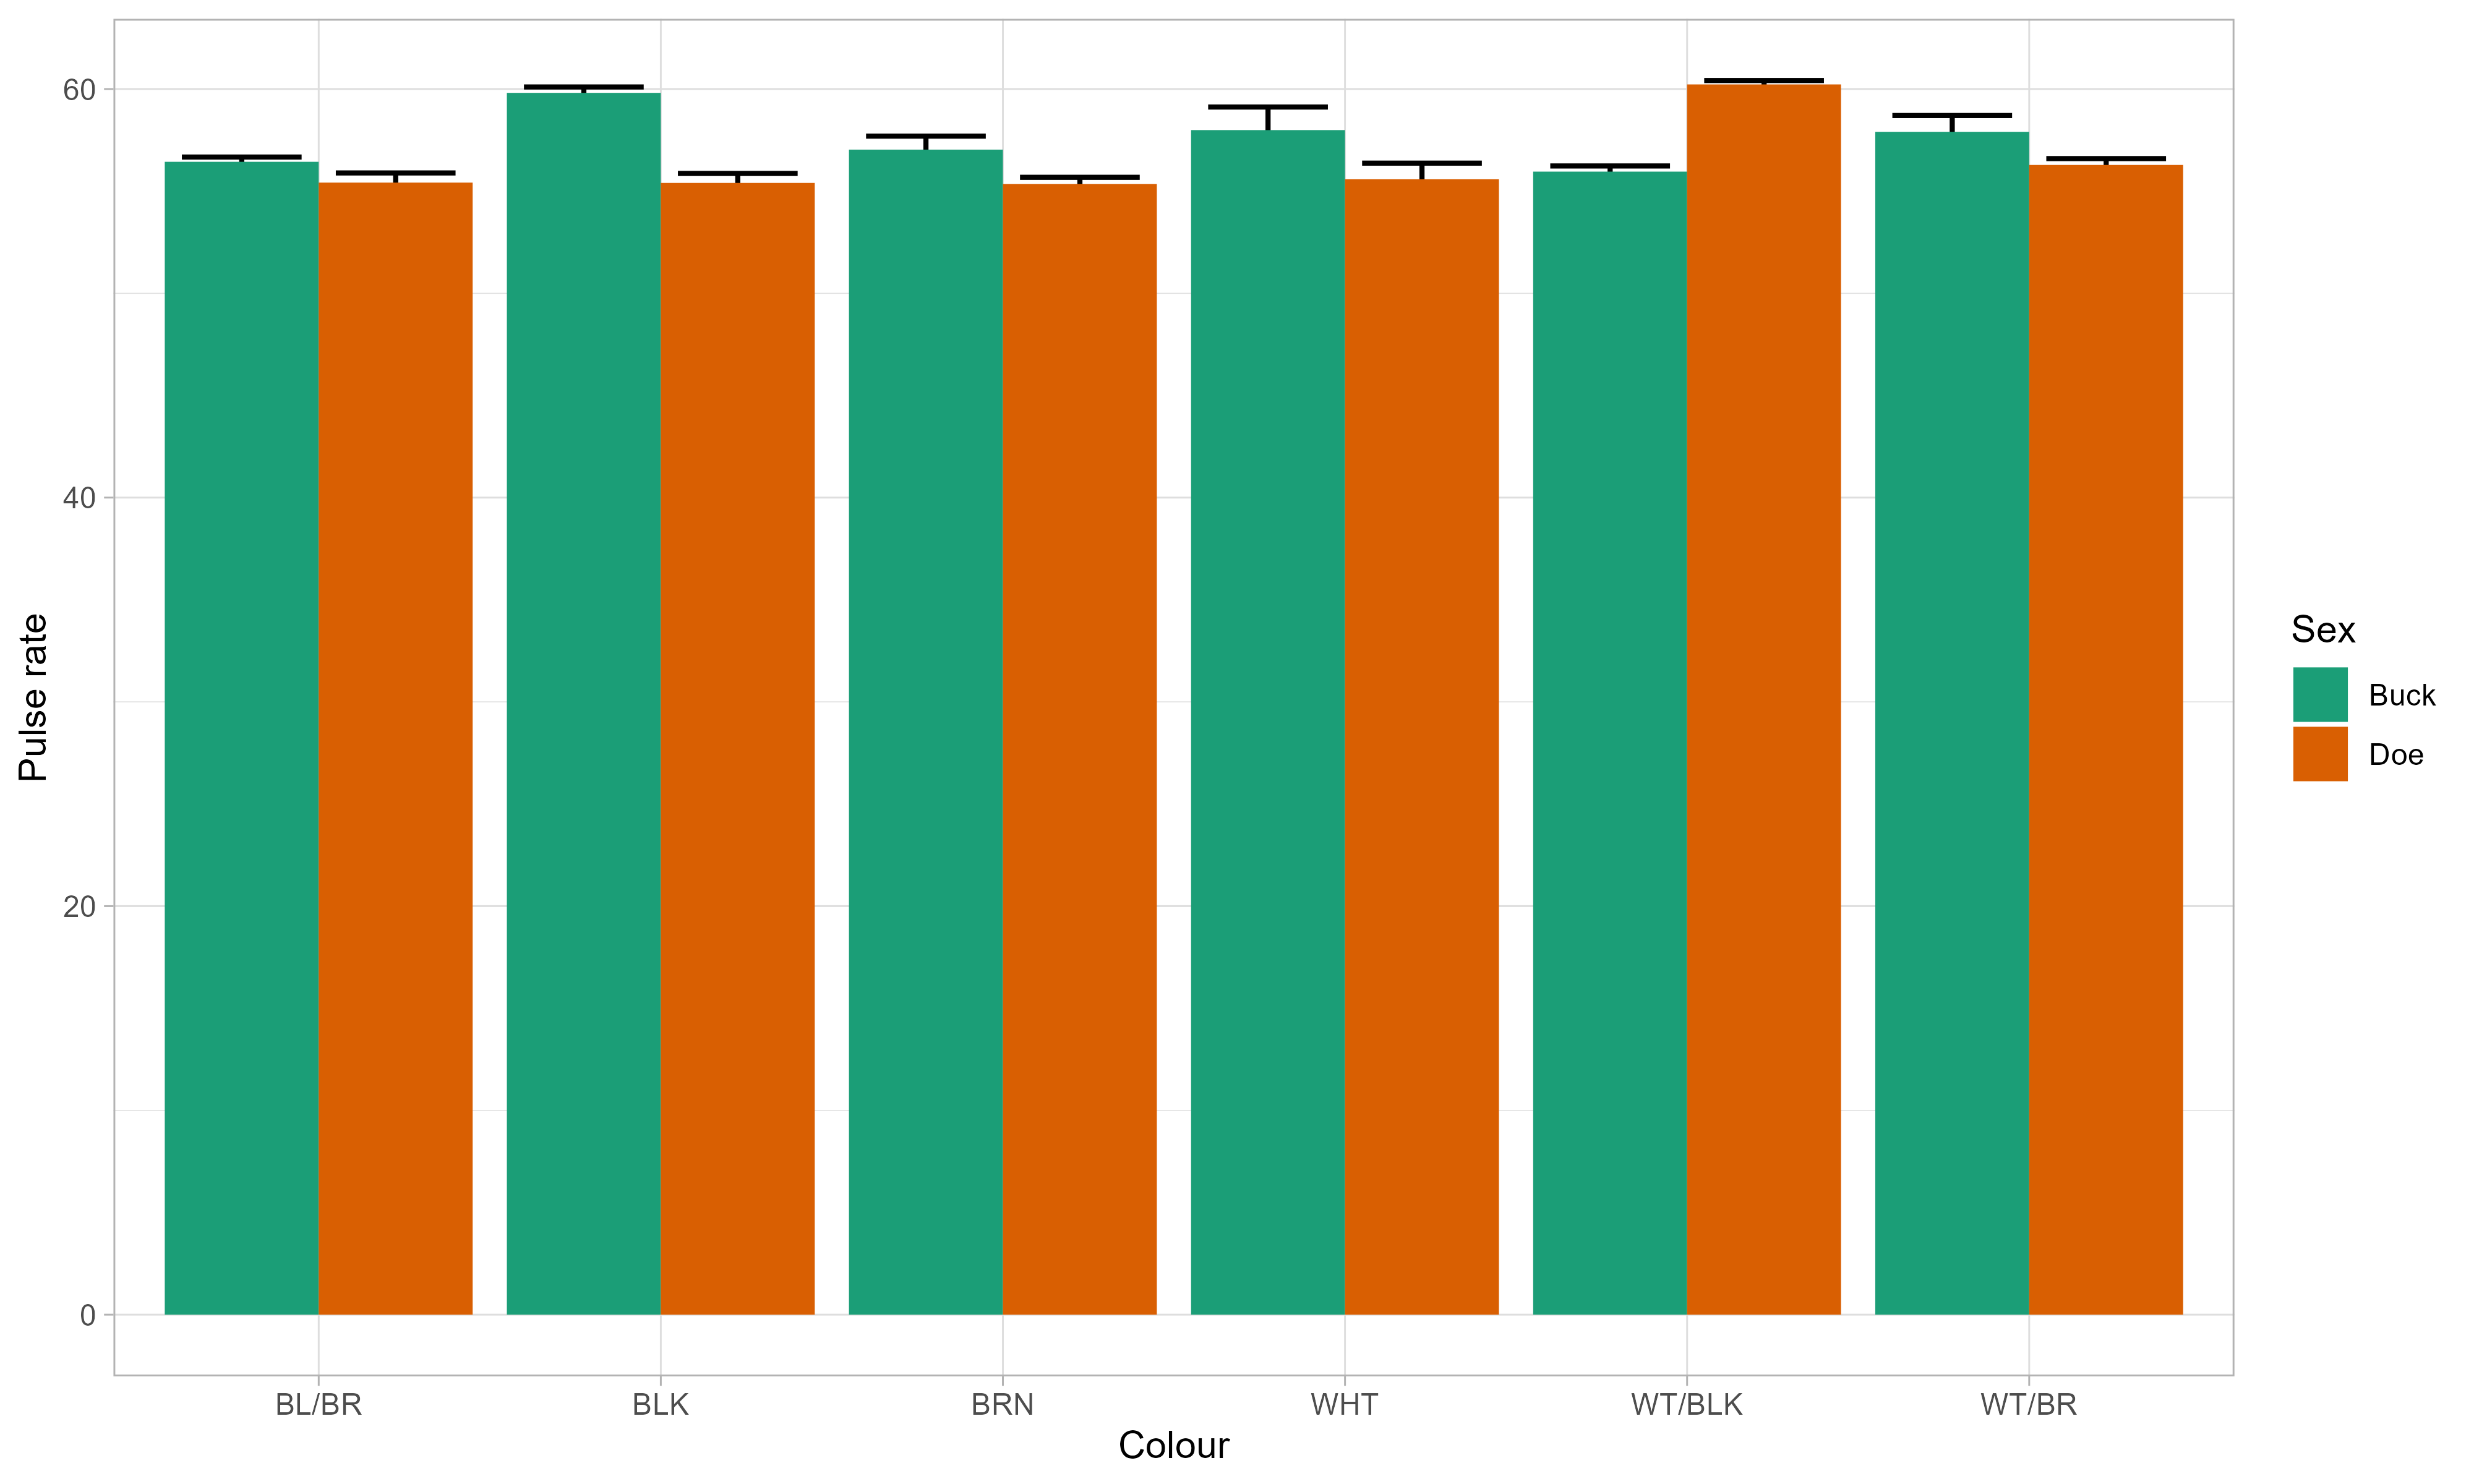 60
40
20
0
Pulse rate
BL/BR
BLK
BRN
WHT
WT/BLK
WT/BR
Colour
Sex
Buck
Doe